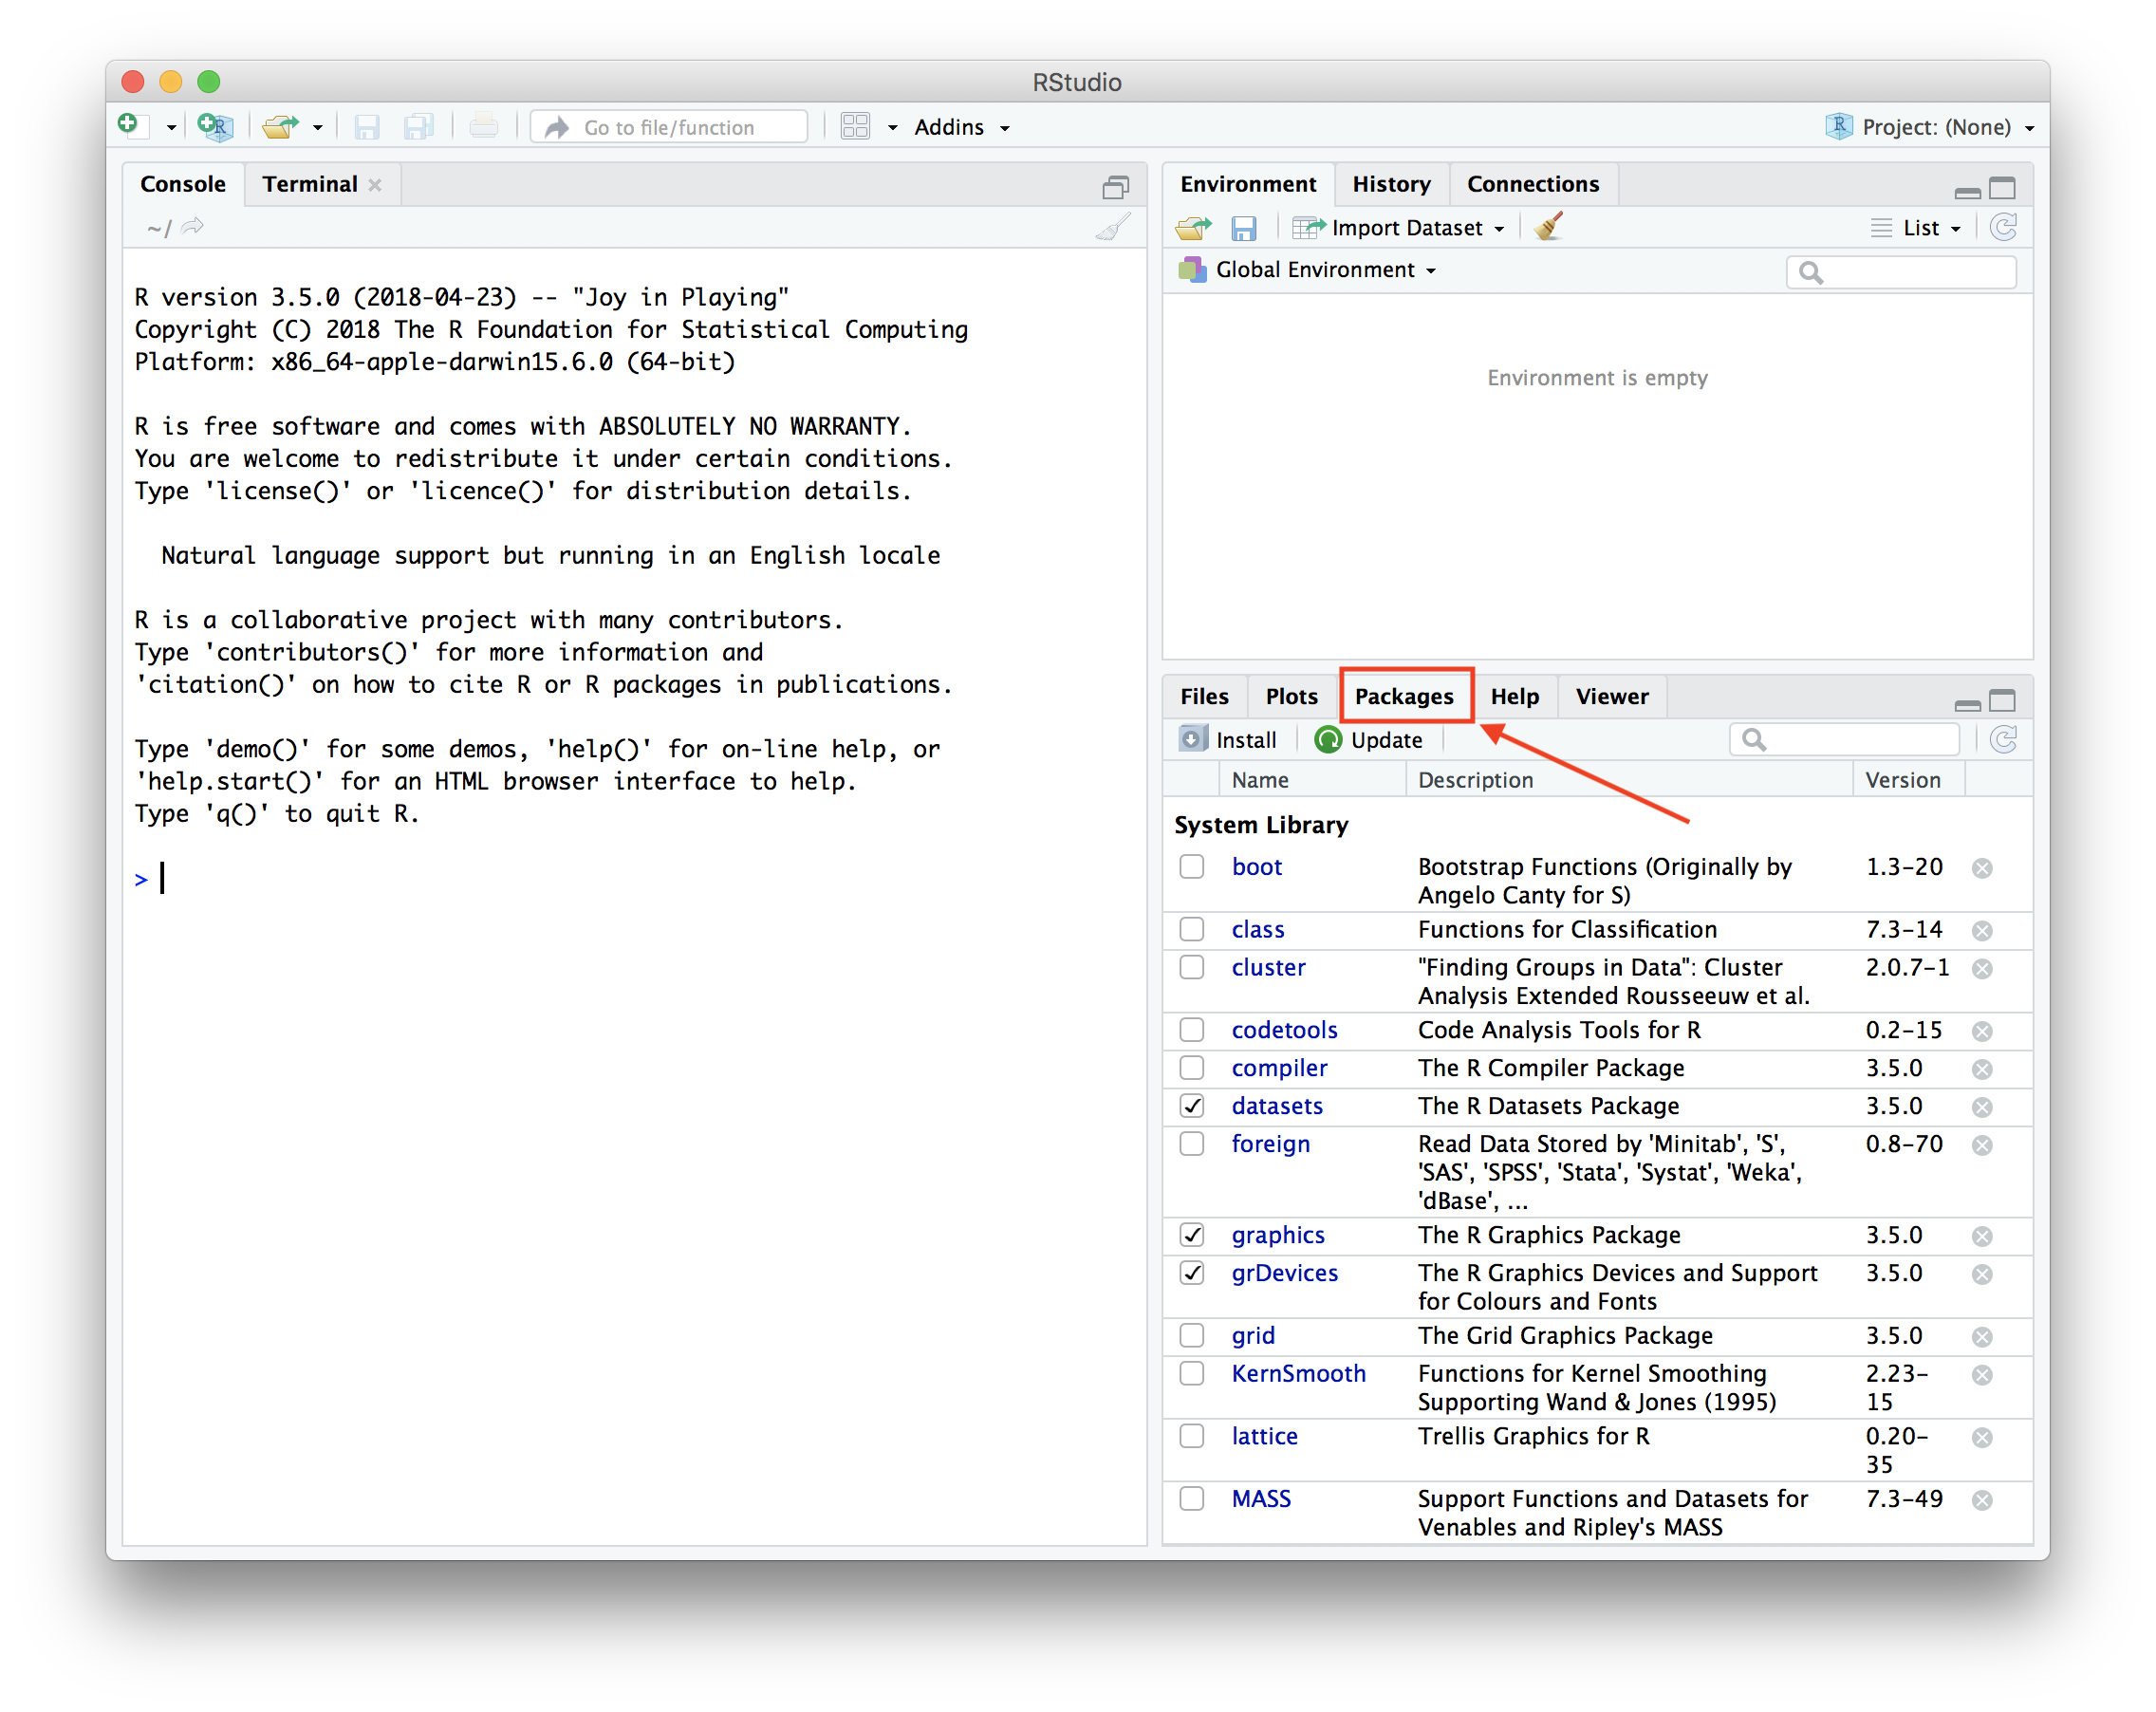 RStudio
Go to file/function
Addins
Project: (None)
Console
Terminal
~/
R version 3.5.0 (2018-04-23) -- "Joy in Playing"
Copyright (C) 2018 The R Foundation for Statistical Computing
Platform: x86_64-apple-darwin15.6.0 (64-bit)
R is free software and comes with ABSOLUTELY NO WARRANTY.
You are welcome to redistribute it under certain conditions.
Type 'license()' or 'licence()' for distribution details.
Natural language support but running in an English locale
R is a collaborative project with many contributors.
Type 'contributors()' for more information and
'citation()' on how to cite R or R packages in publications.
Type 'demo()' for some demos, 'help()' for on-line help, or
'help.start()' for an HTML browser interface to help.
Type 'q()' to quit R.
>
Environment History Connections
Import Dataset List
Global Environment
Environment is empty
Files Plots Packages Help Viewer
Install Update
Name Description Version
System Library
boot Bootstrap Functions (Originally by 1.3-20
Angelo Canty for S)
class Functions for Classification 7.3-14
cluster "Finding Groups in Data": Cluster 2.0.7-1
Analysis Extended Rousseeuw et al.
codetools Code Analysis Tools for R 0.2-15
compiler The R Compiler Package 3.5.0
datasets The R Datasets Package 3.5.0
foreign Read Data Stored by 'Minitab', 'S', 0.8-70
'SAS', 'SPSS', 'Stata', 'Systat', 'Weka',
'dBase', ...
graphics The R Graphics Package 3.5.0
grDevices The R Graphics Devices and Support 3.5.0
for Colours and Fonts
grid The Grid Graphics Package 3.5.0
KernSmooth Functions for Kernel Smoothing 2.23-
Supporting Wand & Jones (1995) 15
lattice Trellis Graphics for R 0.20-
35
MASS Support Functions and Datasets for 7.3-49
Venables and Ripley's MASS